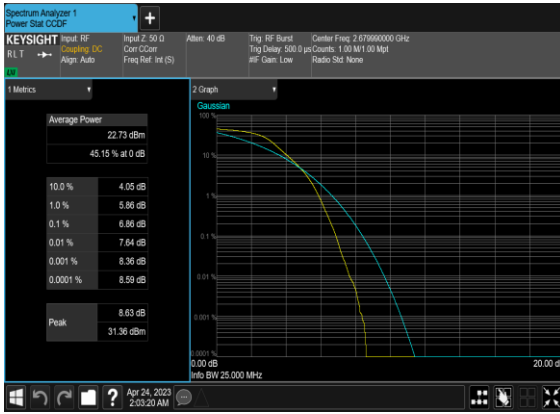 Spectrum Analyzer 1
Power Stat CCDF
KEYSIGHT
RLT
Input: RF
Coupling: DC
Align: Auto
Input Z: 50 Ω
Corr CCorr
Freq Ref: Int (S)
Atten: 40 dB
Trig: RF Burst
Trig Delay: 500.0 µs
#IF Gain: Low
Center Freq: 2.679990000 GHz
Counts: 1.00 M/1.00 Mpt
Radio Std: None
1 Metrics
Average Power
22.73 dBm
45.15 % at 0 dB
10.0 % 4.05 dB
1.0 % 5.86 dB
0.1 % 6.86 dB
0.01 % 7.64 dB
0.001 % 8.36 dB
0.0001 % 8.59 dB
Peak
8.63 dB
31.36 dBm
2 Graph
Gaussian
100 %
10 %
1 %
0.1 %
0.01 %
0.001 %
0.0001 %
0.00 dB
20.00 d
Info BW 25.000 MHz
?
Apr 24, 2023
2:03:20 AM